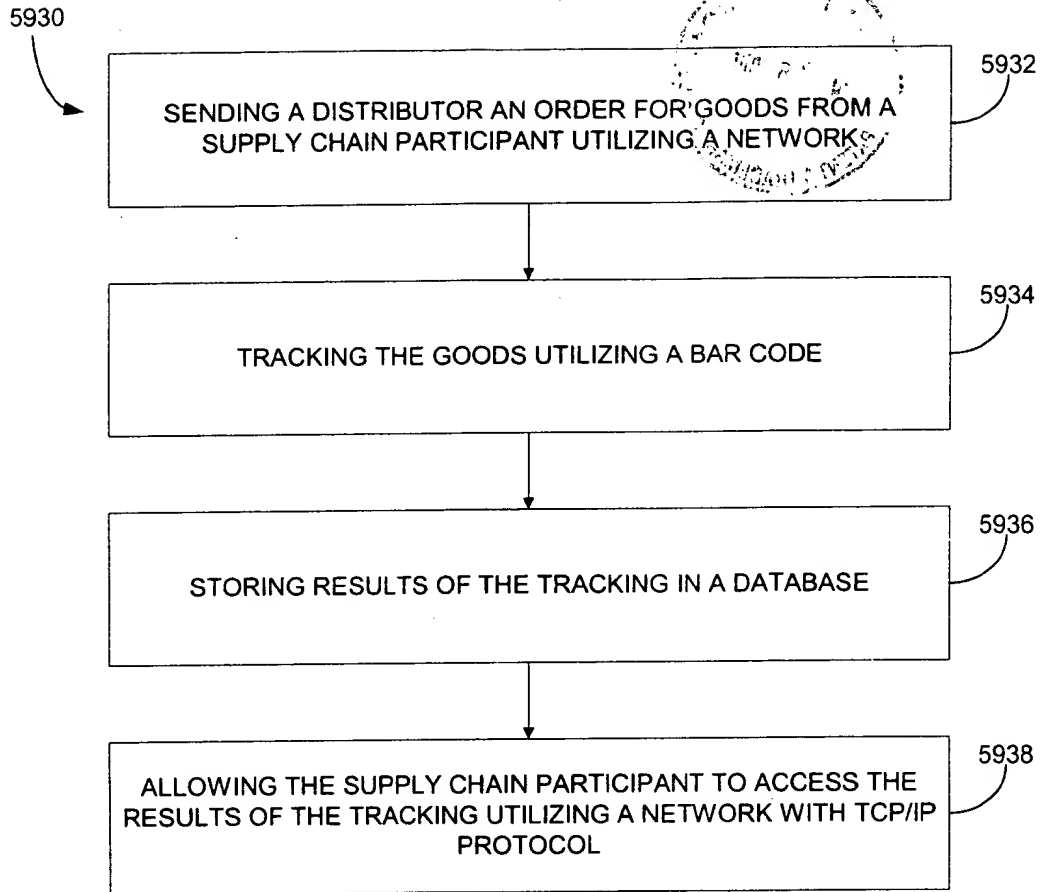 5930
5932
SENDING A DISTRIBUTOR AN ORDER FOR GOODS FROM A
SUPPLY CHAIN PARTICIPANT UTILIZING A NETWORK
5934
TRACKING THE GOODS UTILIZING A BAR CODE
5936
STORING RESULTS OF THE TRACKING IN A DATABASE
5938
ALLOWING THE SUPPLY CHAIN PARTICIPANT TO ACCESS THE
RESULTS OF THE TRACKING UTILIZING A NETWORK WITH TCP/IP
PROTOCOL